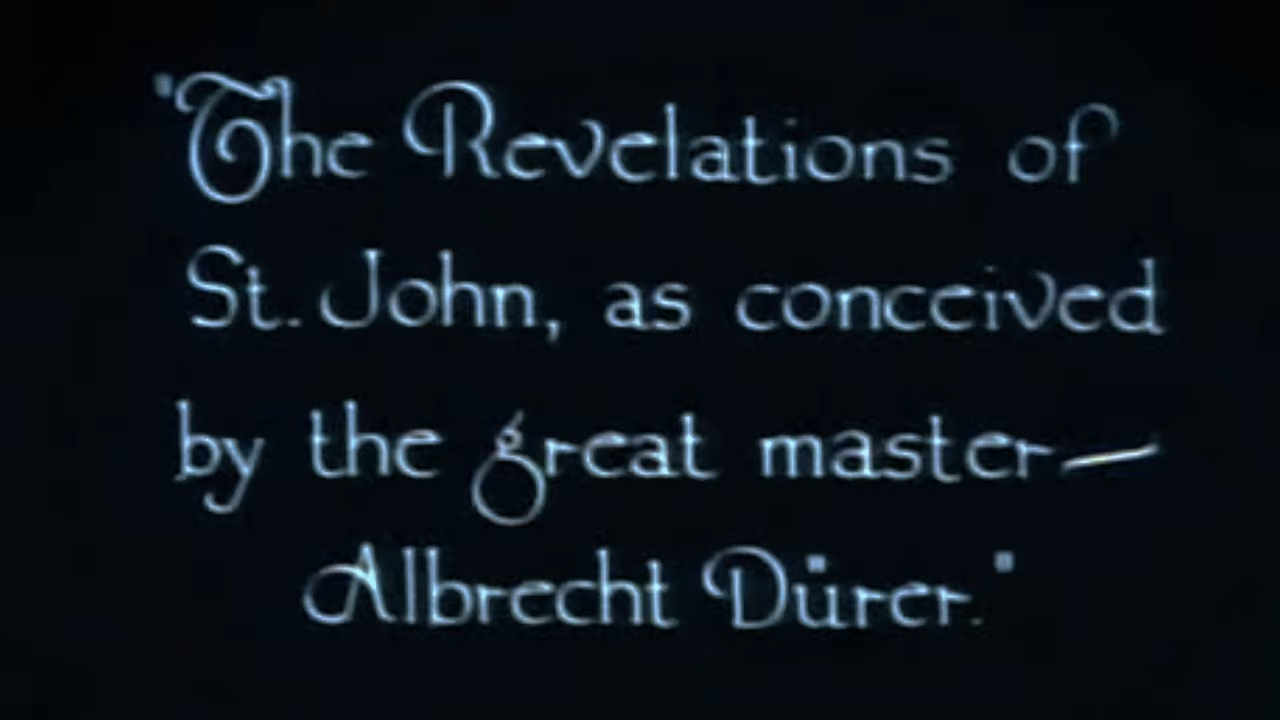 "The Revelations of
St. John, as conceived
by the great master—
Albrecht Dürer."